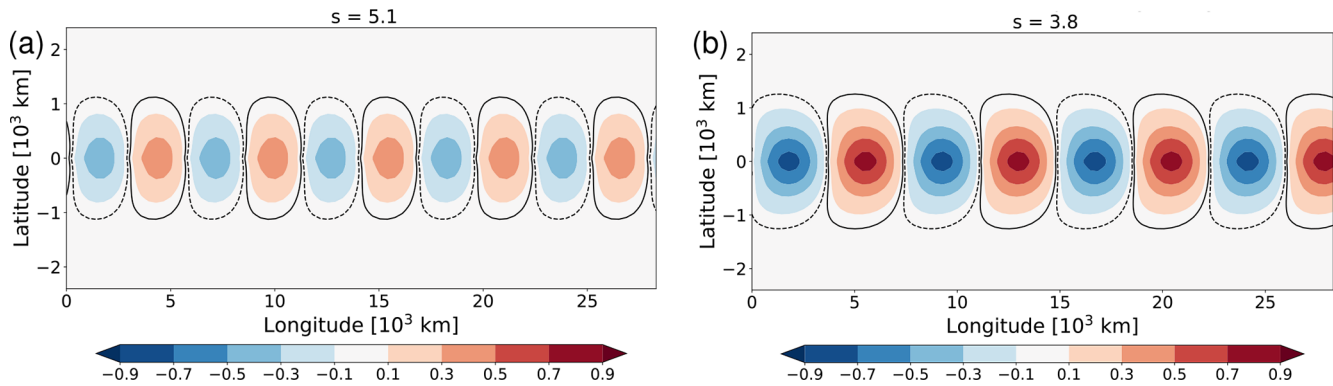 s = 5.1
(a)
Latitude [10³ km]
2
1
0
−1
−2
0 5 10 15 20 25
Longitude [10³ km]
−0.9 −0.7 −0.5 −0.3 −0.1 0.1 0.3 0.5 0.7 0.9
s = 3.8
(b)
Latitude [10³ km]
2
1
0
−1
−2
0 5 10 15 20 25
Longitude [10³ km]
−0.9 −0.7 −0.5 −0.3 −0.1 0.1 0.3 0.5 0.7 0.9